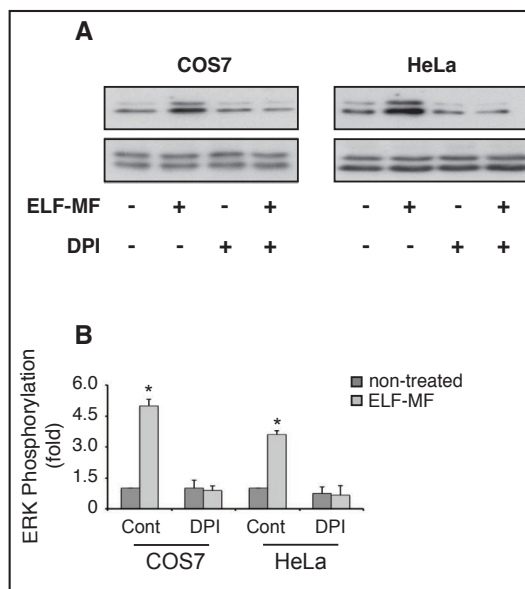 A
COS7 HeLa
ELF-MF - + - + - + - +
DPI - - + + - - + +
B
ERK Phosphorylation
(fold)
6.0
4.5
3.0
1.5
0
* *
non-treated
ELF-MF
Cont DPI Cont DPI
COS7 HeLa